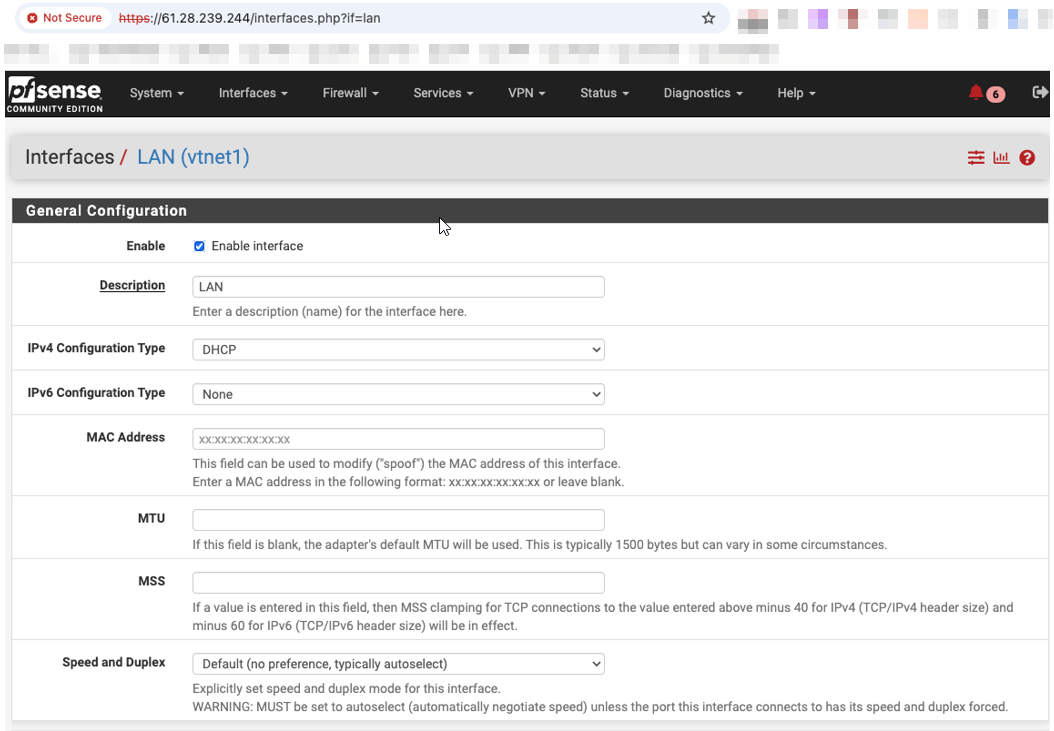 Not Secure https://61.28.239.244/interfaces.php?if=lan
pfsense
COMMUNITY EDITION
System Interfaces Firewall Services VPN Status Diagnostics Help 6
Interfaces / LAN (vtnet1)
General Configuration
Enable Enable interface
Description LAN
Enter a description (name) for the interface here.
IPv4 Configuration Type DHCP
IPv6 Configuration Type None
MAC Address xx:xx:xx:xx:xx:xx
This field can be used to modify ("spoof") the MAC address of this interface.
Enter a MAC address in the following format: xx:xx:xx:xx:xx:xx or leave blank.
MTU
If this field is blank, the adapter's default MTU will be used. This is typically 1500 bytes but can vary in some circumstances.
MSS
If a value is entered in this field, then MSS clamping for TCP connections to the value entered above minus 40 for IPv4 (TCP/IPv4 header size) and
minus 60 for IPv6 (TCP/IPv6 header size) will be in effect.
Speed and Duplex Default (no preference, typically autoselect)
Explicitly set speed and duplex mode for this interface.
WARNING: MUST be set to autoselect (automatically negotiate speed) unless the port this interface connects to has its speed and duplex forced.